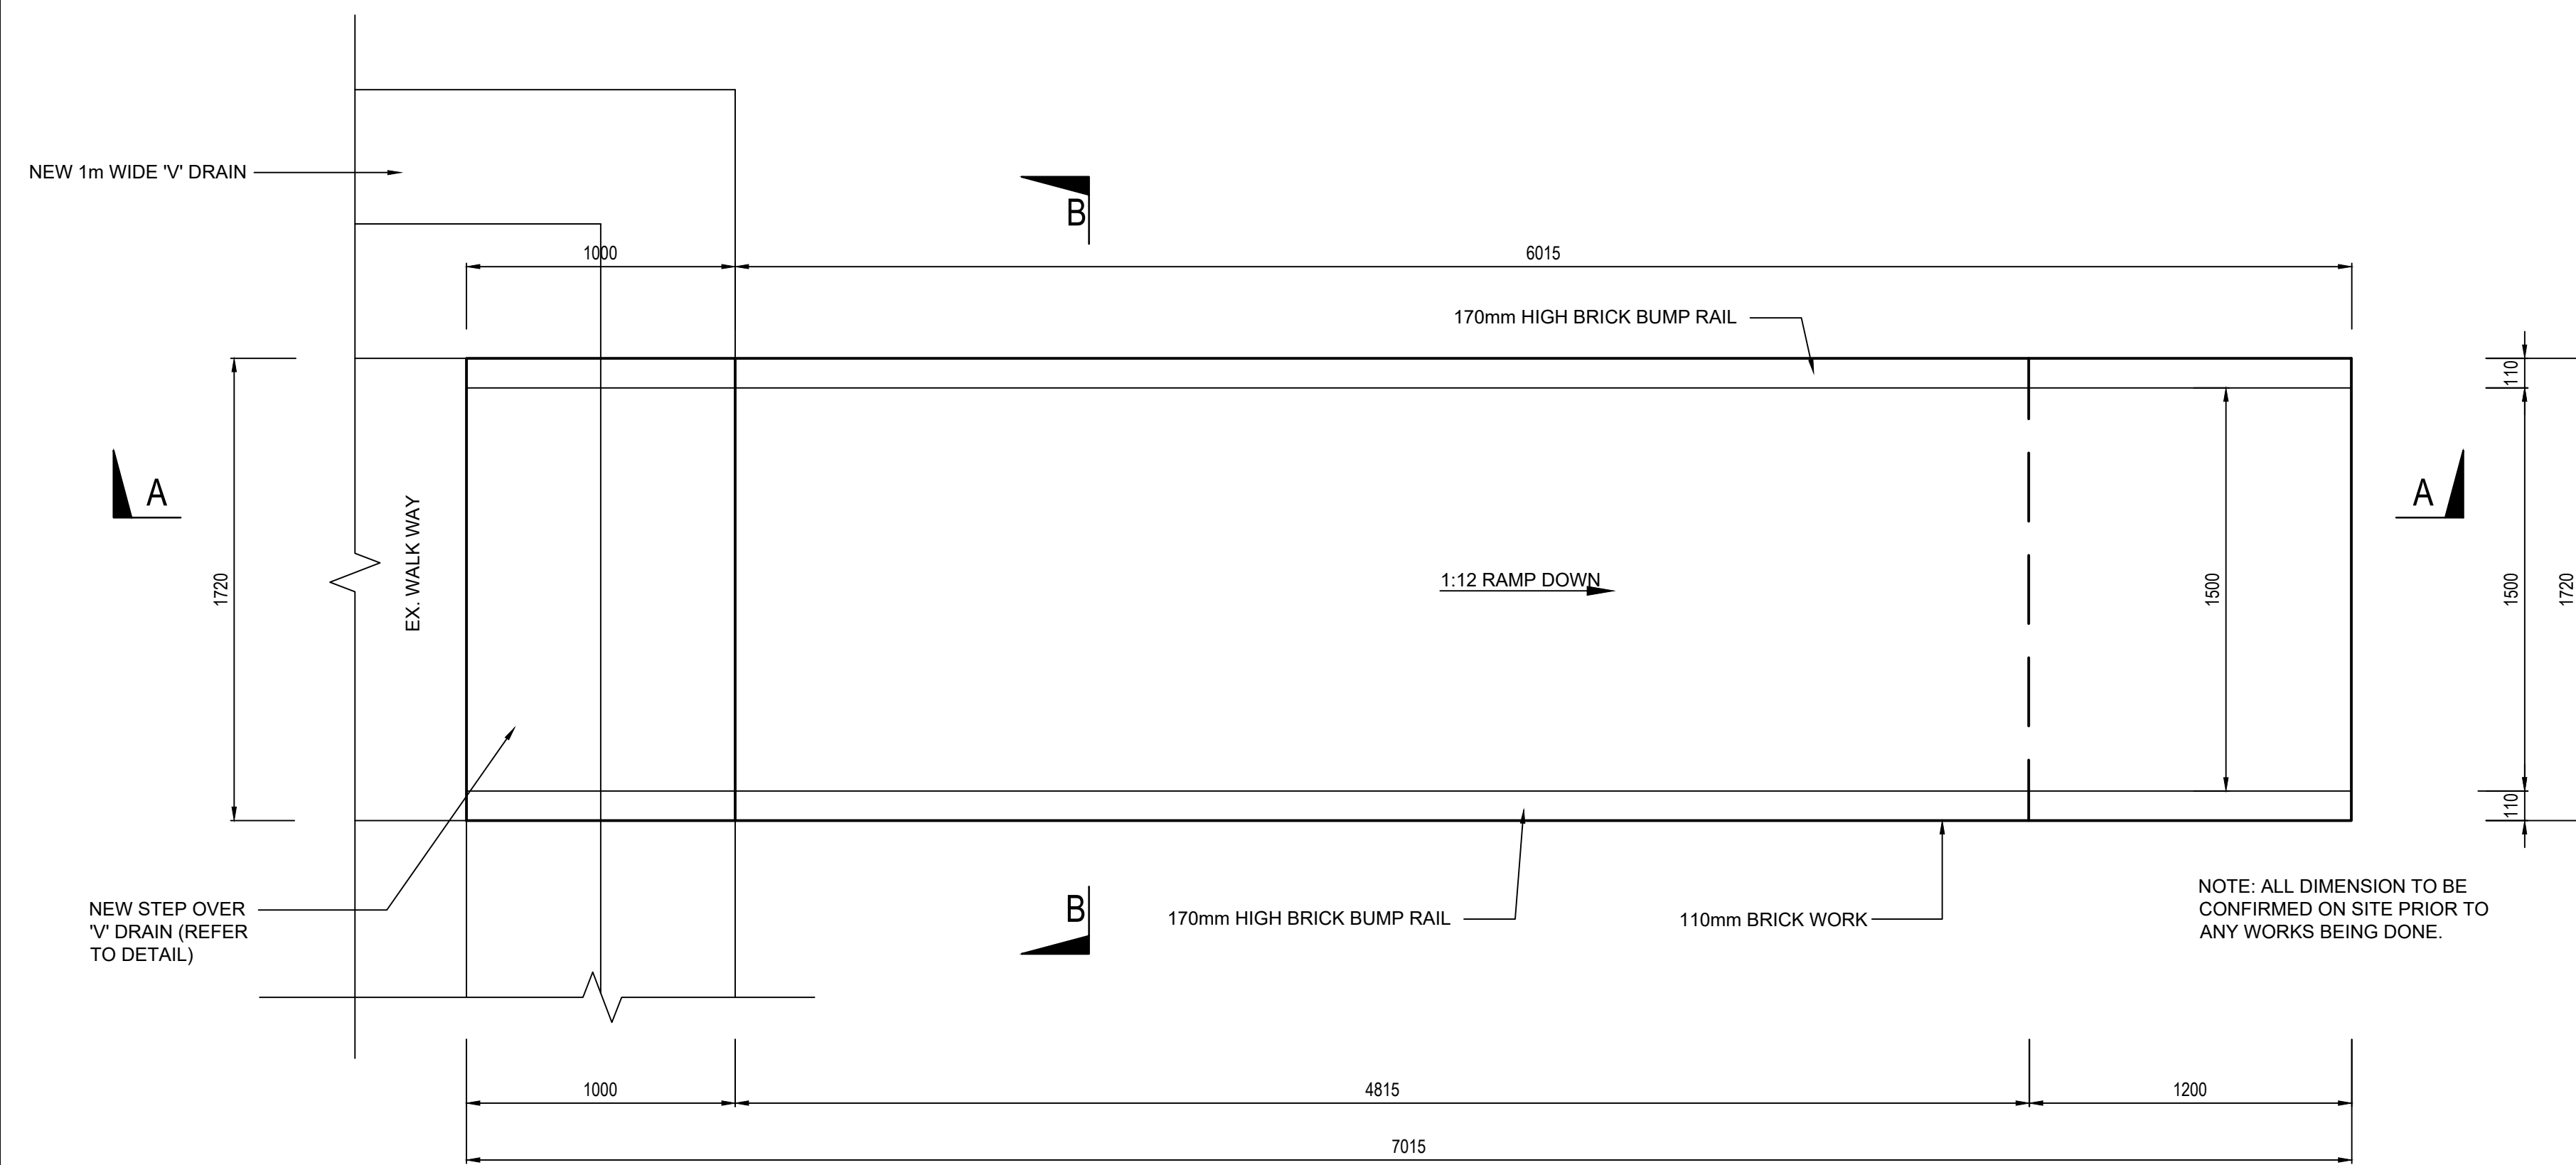 NEW 1m WIDE 'V' DRAIN
B
1000
6015
170mm HIGH BRICK BUMP RAIL
110
A
A
EX. WALK WAY
1720
1:12 RAMP DOWN
1500
1500
1720
110
NEW STEP OVER
'V' DRAIN (REFER
TO DETAIL)
B
170mm HIGH BRICK BUMP RAIL
110mm BRICK WORK
NOTE: ALL DIMENSION TO BE
CONFIRMED ON SITE PRIOR TO
ANY WORKS BEING DONE.
1000
4815
1200
7015